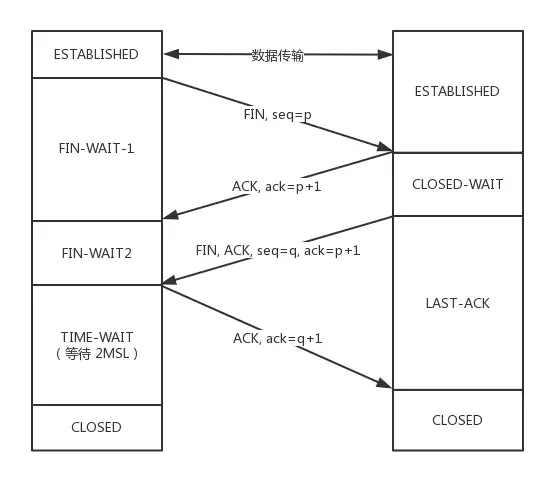 ESTABLISHED
数据传输
ESTABLISHED
FIN, seq=p
FIN-WAIT-1
ACK, ack=p+1
CLOSED-WAIT
FIN-WAIT2
FIN, ACK, seq=q, ack=p+1
LAST-ACK
TIME-WAIT
（等待 2MSL）
ACK, ack=q+1
CLOSED
CLOSED